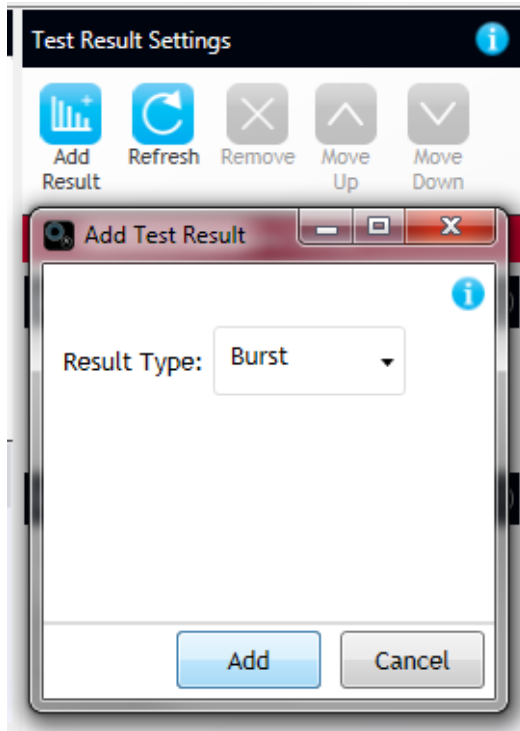 Test Result Settings
Add Result
Refresh
Remove
Move Up
Move Down
Add Test Result
Result Type: Burst
Add
Cancel